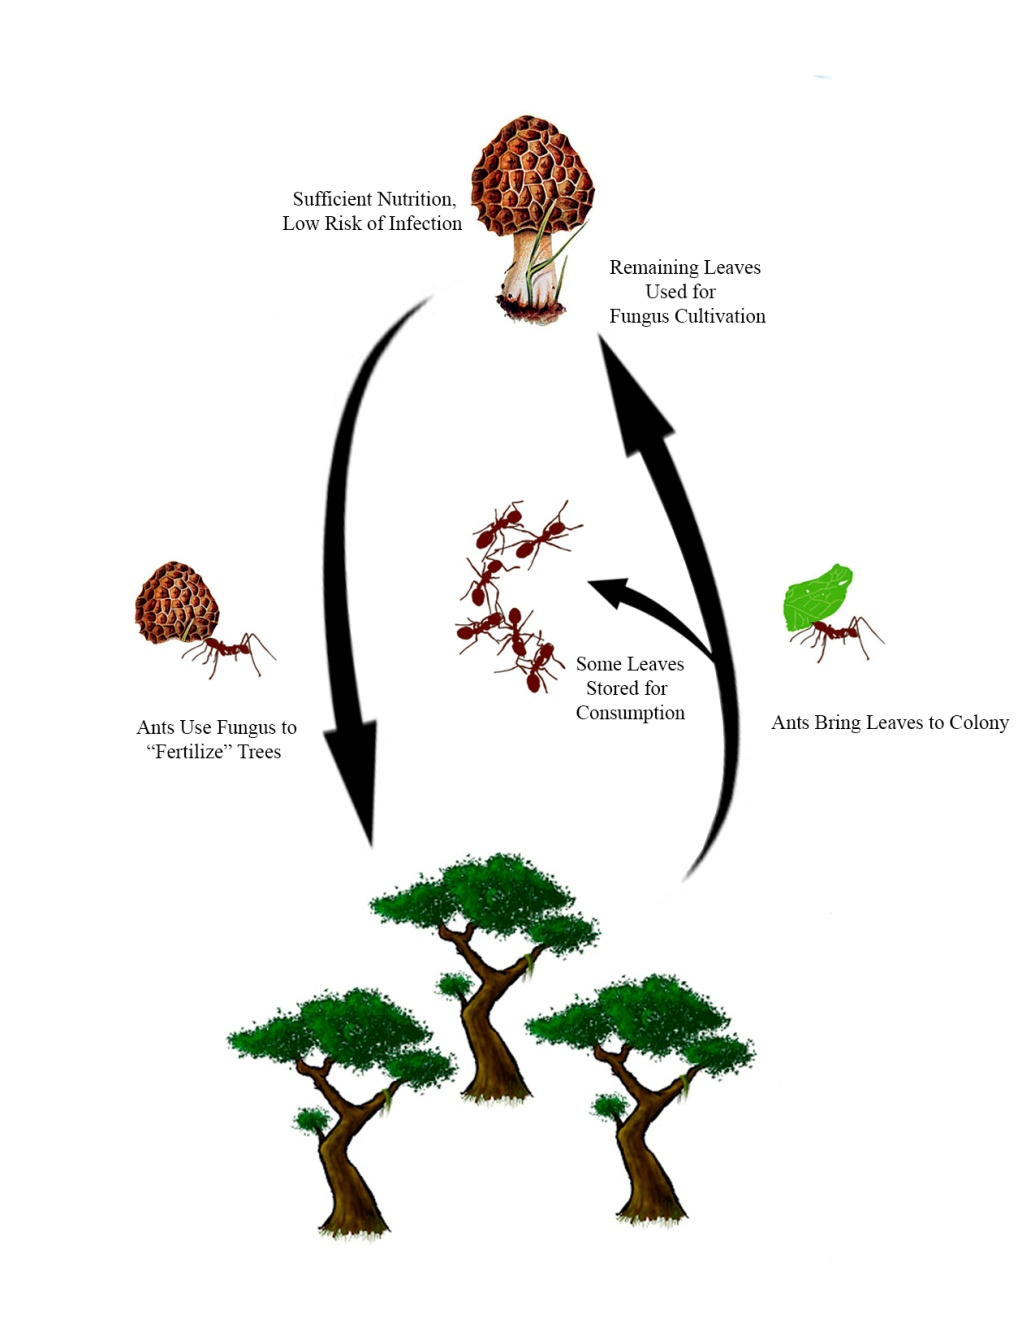 Sufficient Nutrition,
Low Risk of Infection
Remaining Leaves
Used for
Fungus Cultivation
Some Leaves
Stored for
Consumption
Ants Bring Leaves to Colony
Ants Use Fungus to
“Fertilize” Trees